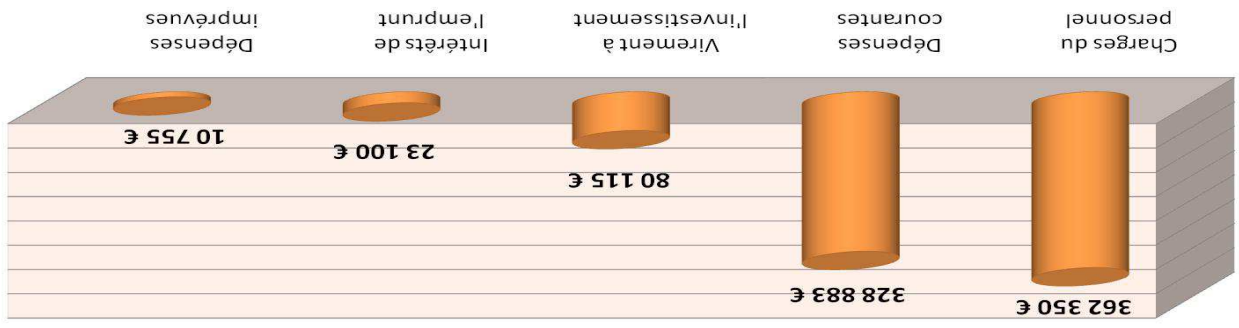 362 350 €
328 883 €
80 115 €
23 100 €
10 755 €
Charges du
personnel
Dépenses
courantes
Virement à
l'investissement
Intérêts de
l'emprunt
Dépenses
imprévues